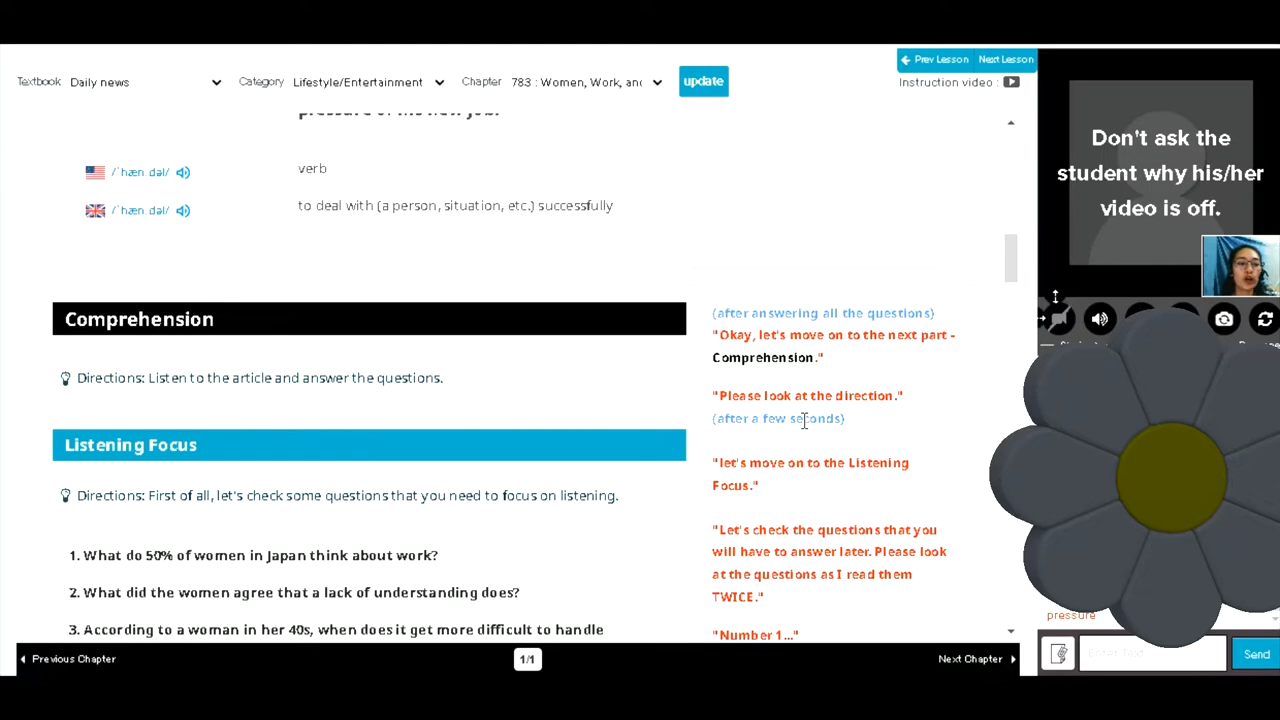 Prev Lesson Next Lesson
Textbook Daily news Category Lifestyle/Entertainment Chapter 783 : Women, Work, anc update Instruction video :
pressure of his new job.
/ˈhæn.dəl/ verb
/ˈhæn.dəl/ to deal with (a person, situation, etc.) successfully
Comprehension
Directions: Listen to the article and answer the questions.
Listening Focus
Directions: First of all, let's check some questions that you need to focus on listening.
1. What do 50% of women in Japan think about work?
2. What did the women agree that a lack of understanding does?
3. According to a woman in her 40s, when does it get more difficult to handle
(after answering all the questions)
"Okay, let's move on to the next part -
Comprehension."
"Please look at the direction."
(after a few seconds)
"let's move on to the Listening
Focus."
"Let's check the questions that you
will have to answer later. Please look
at the questions as I read them
TWICE."
"Number 1..."
Don't ask the
student why his/her
video is off.
pressure
Enter Text Send
Previous Chapter 1/1 Next Chapter